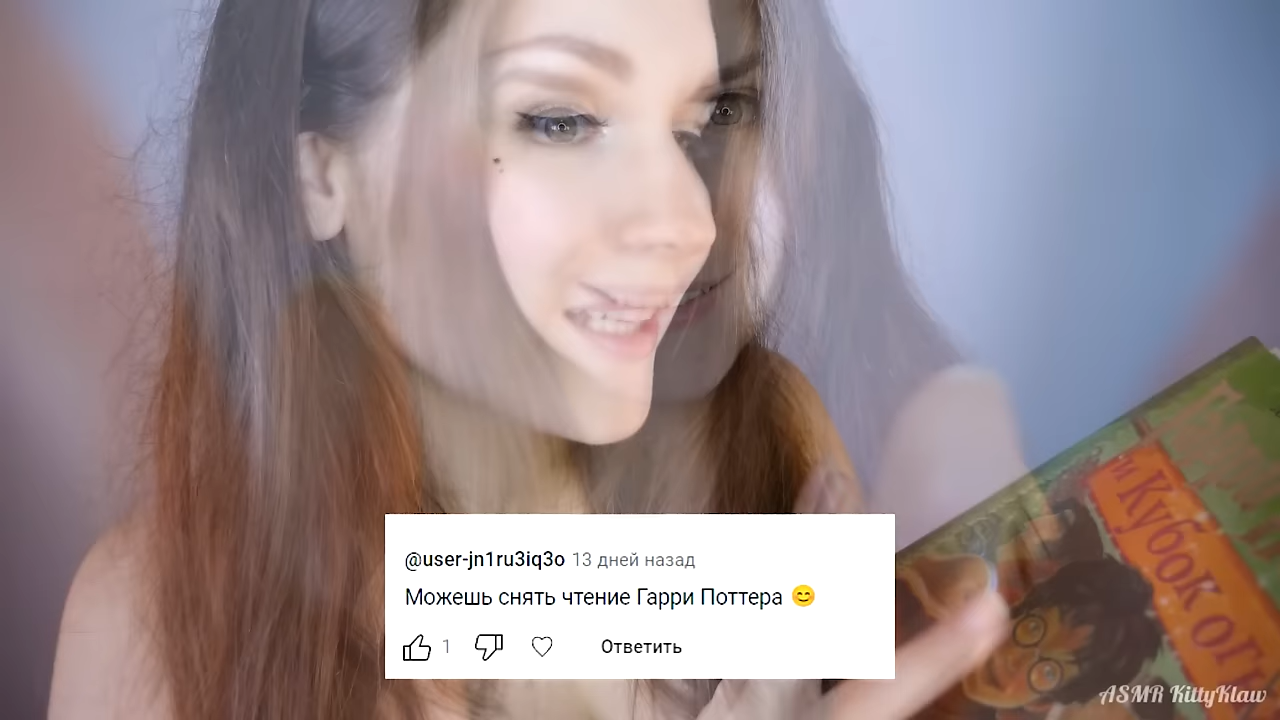 @user-jn1ru3iq3o 13 дней назад
Можешь снять чтение Гарри Поттера 😊
1
Ответить
и Кубок ог
ASMR KittyKlaw